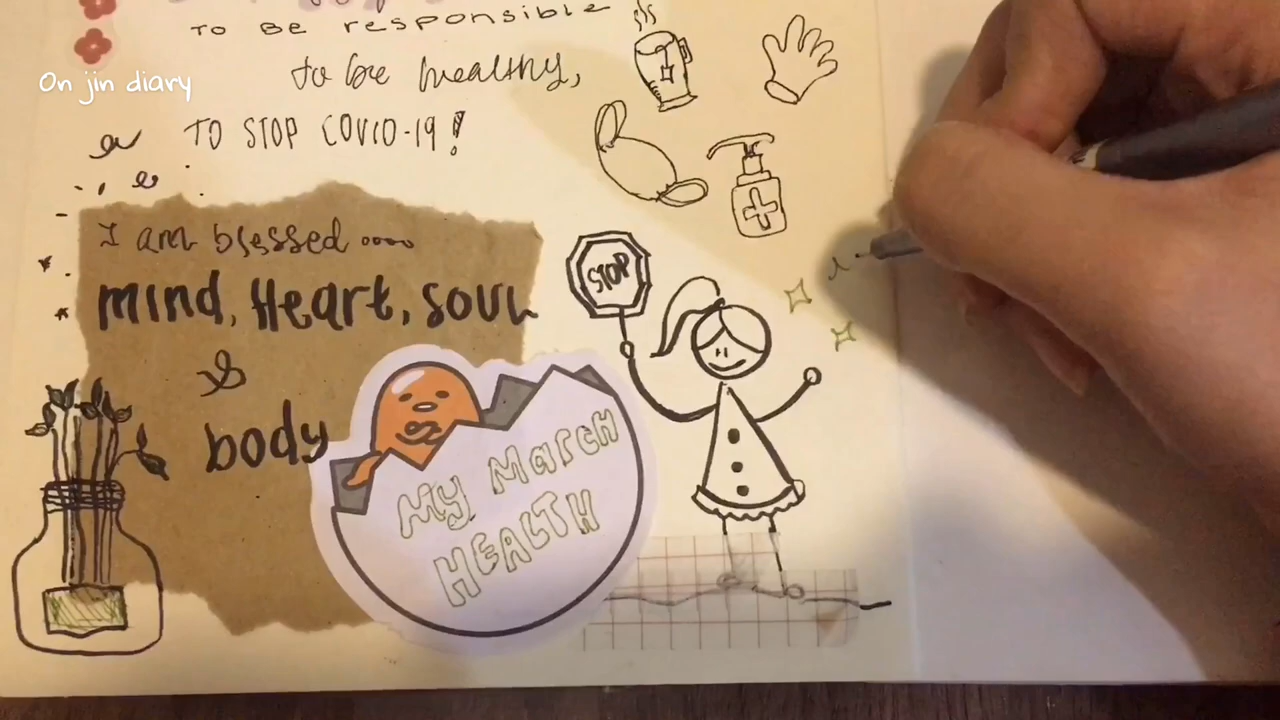 TO BE RESPONSIBLE
to be healthy,
On jin diary
TO STOP COVID-19!
I am blessed ....
mind, Heart, soul
&
body
STOP
My March
HEALTH